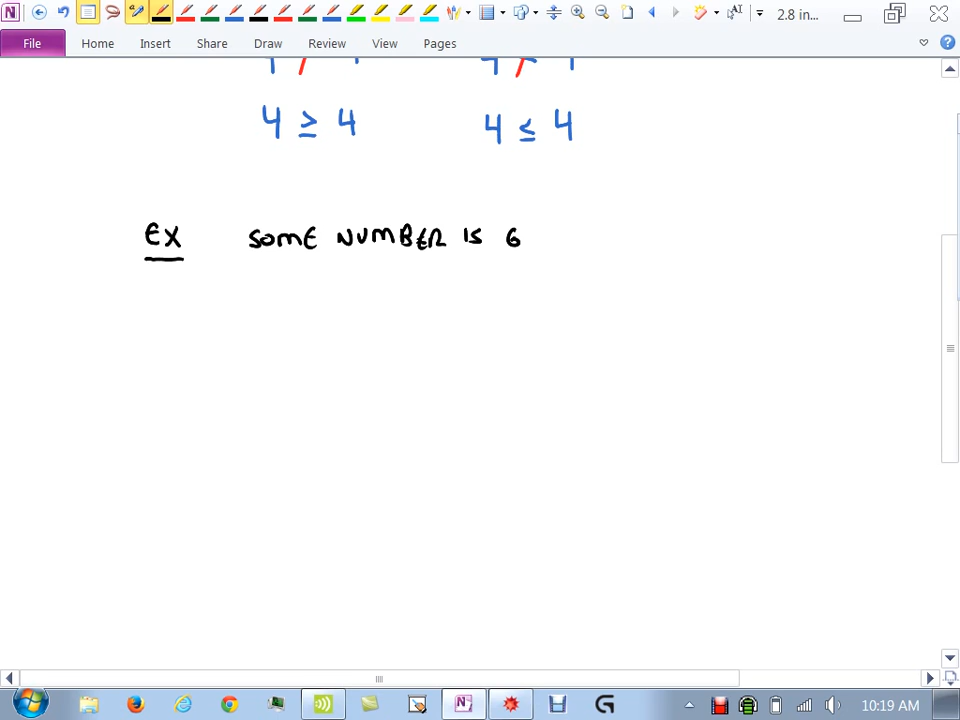 2.8 in...
File Home Insert Share Draw Review View Pages
4 ≥ 4 4 ≤ 4
EX SOME NUMBER IS 6
10:19 AM